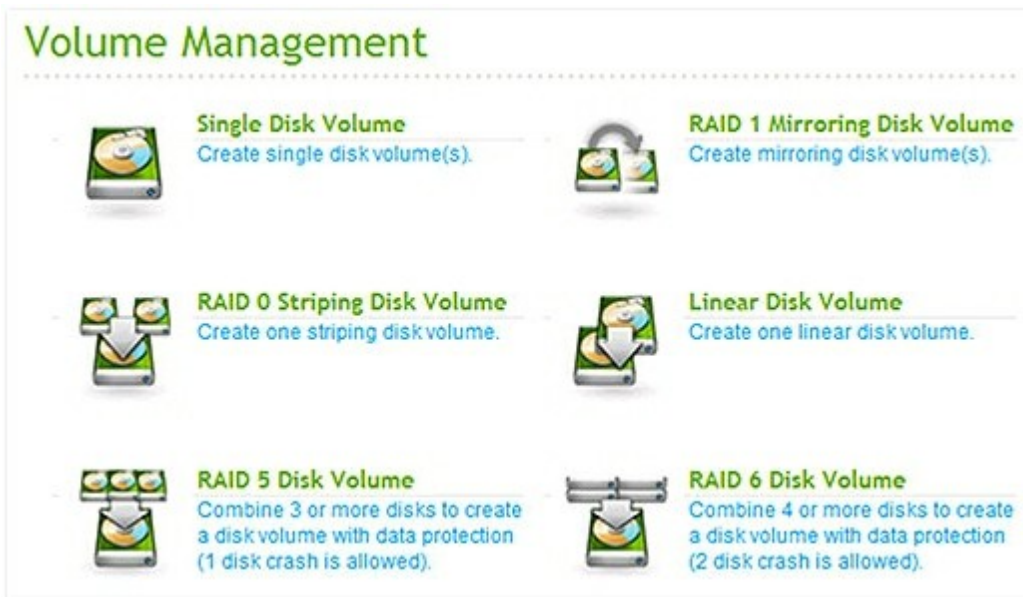 Volume Management
Single Disk Volume
Create single disk volume(s).
RAID 1 Mirroring Disk Volume
Create mirroring disk volume(s).
RAID 0 Striping Disk Volume
Create one striping disk volume.
Linear Disk Volume
Create one linear disk volume.
RAID 5 Disk Volume
Combine 3 or more disks to create
a disk volume with data protection
(1 disk crash is allowed).
RAID 6 Disk Volume
Combine 4 or more disks to create
a disk volume with data protection
(2 disk crash is allowed).